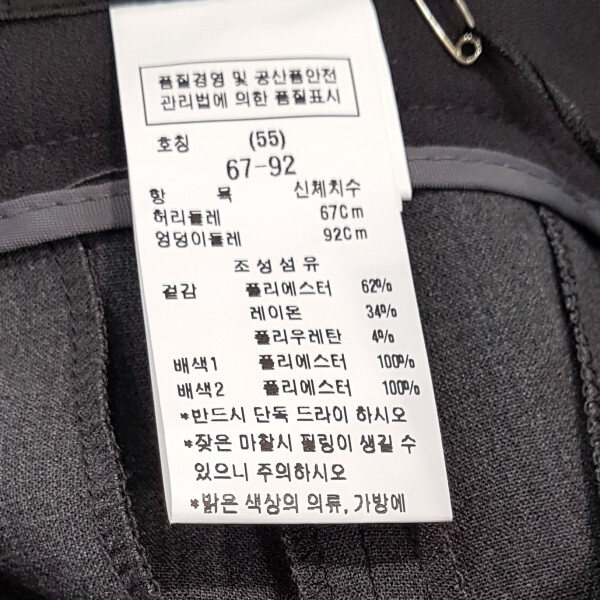 품질경영 및 공산품안전
관리법에 의한 품질표시
호칭 (55)
67-92
항 목 신체치수
허리둘레 67Cm
엉덩이둘레 92Cm
조성섬유
겉감 폴리에스터 62%
레이온 34%
폴리우레탄 4%
배색1 폴리에스터 100%
배색2 폴리에스터 100%
*반드시 단독 드라이 하시오
*잦은 마찰시 필링이 생길 수
있으니 주의하시오
*밝은 색상의 의류, 가방에